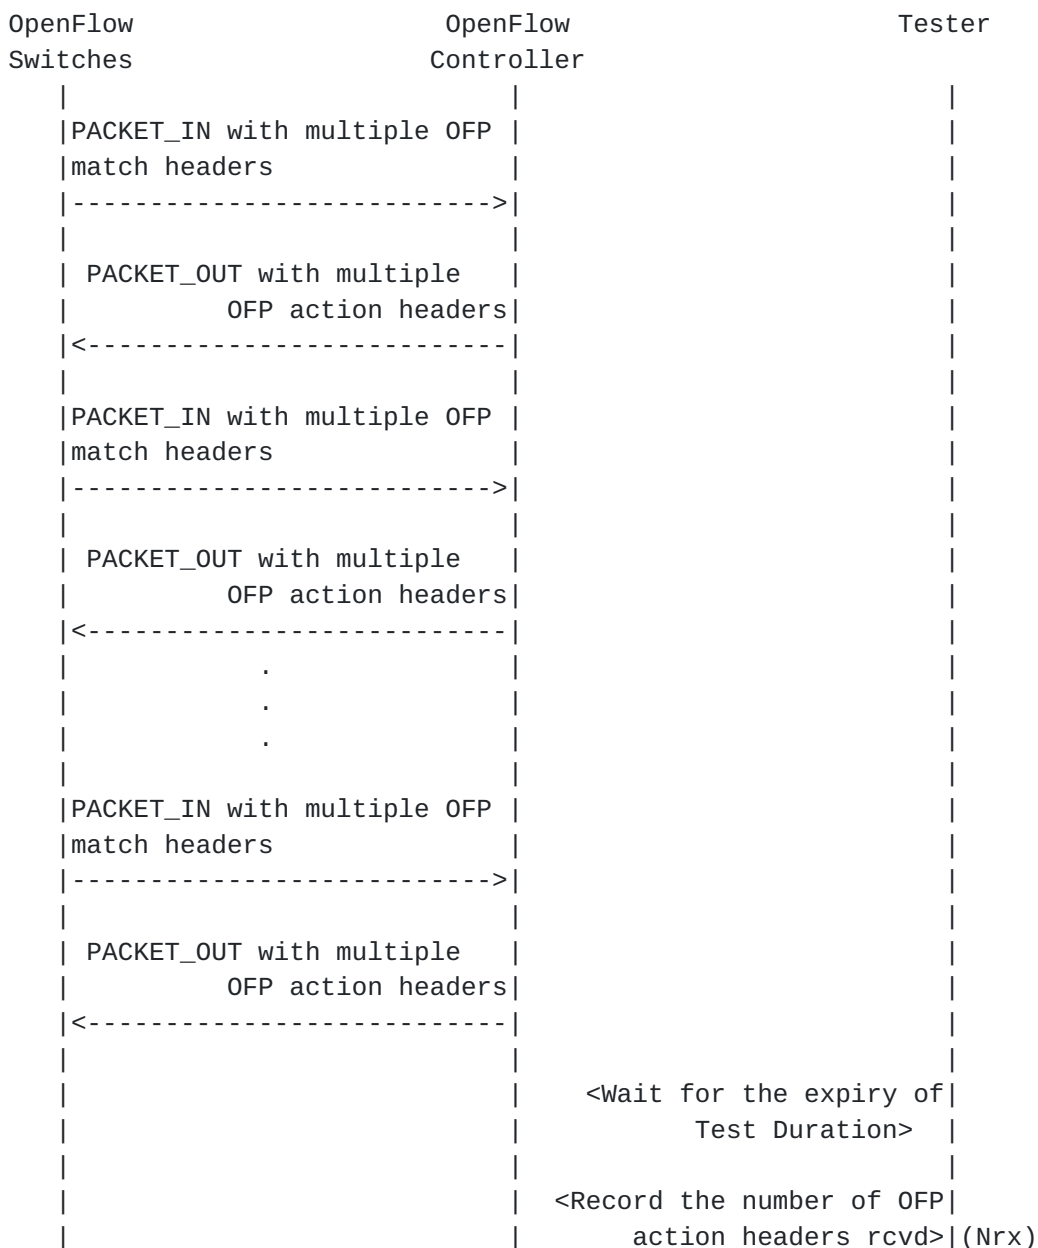 OpenFlow                    OpenFlow                     Tester
Switches                   Controller
   |                            |                           |
   |PACKET_IN with multiple OFP |                           |
   |match headers               |                           |
   |--------------------------->|                           |
   |                            |                           |
   | PACKET_OUT with multiple   |                           |
   |          OFP action headers|                           |
   |<---------------------------|                           |
   |                            |                           |
   |PACKET_IN with multiple OFP |                           |
   |match headers               |                           |
   |--------------------------->|                           |
   |                            |                           |
   | PACKET_OUT with multiple   |                           |
   |          OFP action headers|                           |
   |<---------------------------|                           |
   |            .               |                           |
   |            .               |                           |
   |            .               |                           |
   |                            |                           |
   |PACKET_IN with multiple OFP |                           |
   |match headers               |                           |
   |--------------------------->|                           |
   |                            |                           |
   | PACKET_OUT with multiple   |                           |
   |          OFP action headers|                           |
   |<---------------------------|                           |
   |                            |                           |
   |                            |    <Wait for the expiry of|
   |                            |           Test Duration>  |
   |                            |                           |
   |                            |  <Record the number of OFP|
   |                            |       action headers rcvd>|(Nrx)